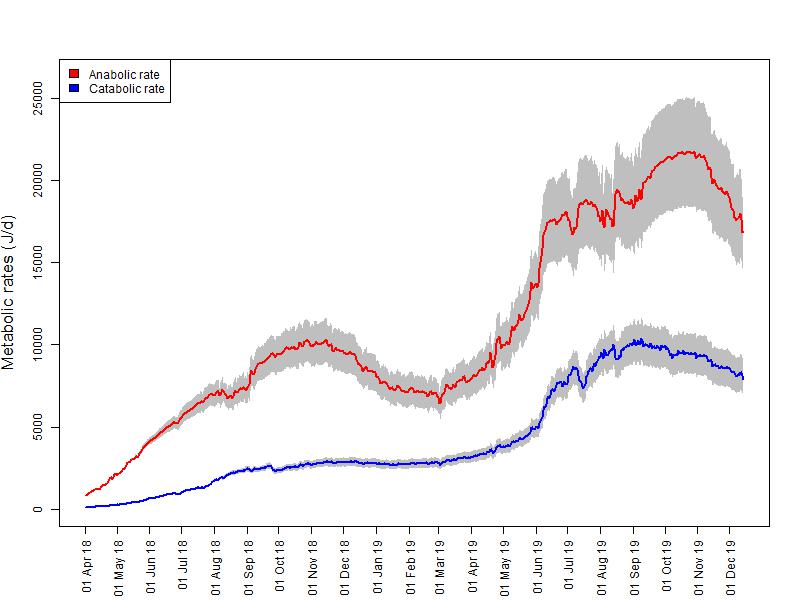 Anabolic rate
Catabolic rate
Metabolic rates (J/d)
25000
20000
15000
10000
5000
0
01 Apr 18
01 May 18
01 Jun 18
01 Jul 18
01 Aug 18
01 Sep 18
01 Oct 18
01 Nov 18
01 Dec 18
01 Jan 19
01 Feb 19
01 Mar 19
01 Apr 19
01 May 19
01 Jun 19
01 Jul 19
01 Aug 19
01 Sep 19
01 Oct 19
01 Nov 19
01 Dec 19